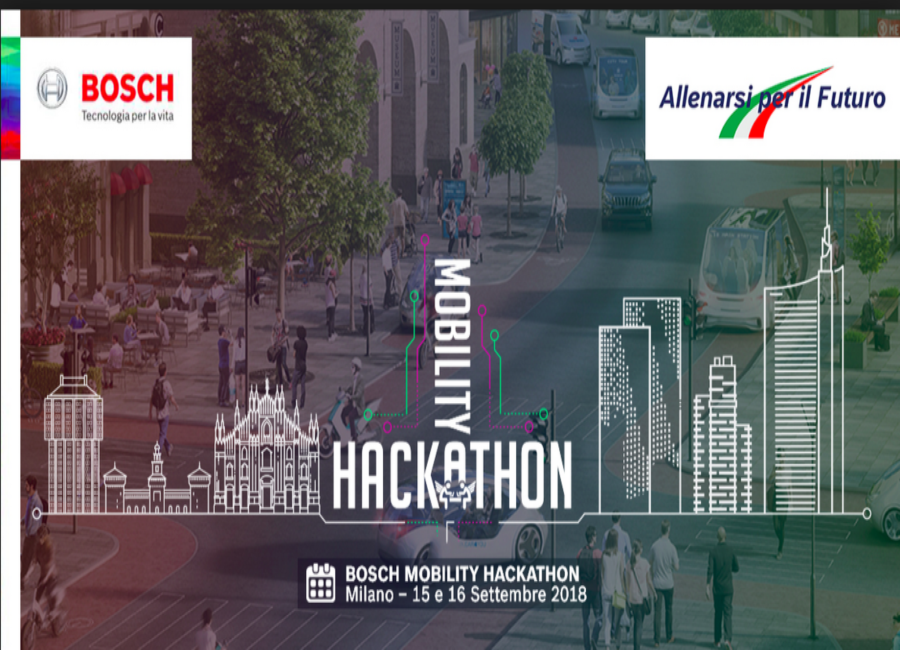 BOSCH
Tecnologia per la vita
Allenarsi per il Futuro
MOBILITY
HACKATHON
BOSCH MOBILITY HACKATHON
Milano – 15 e 16 Settembre 2018